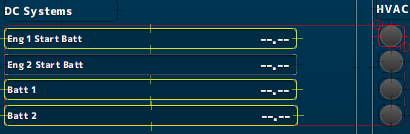 DC Systems HVAC
Eng 1 Start Batt --.--
Eng 2 Start Batt --.--
Batt 1 --.--
Batt 2 --.--